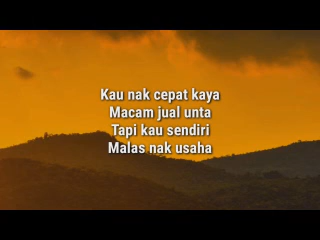 Kau nak cepat kaya
Macam jual unta
Tapi kau sendiri
Malas nak usaha